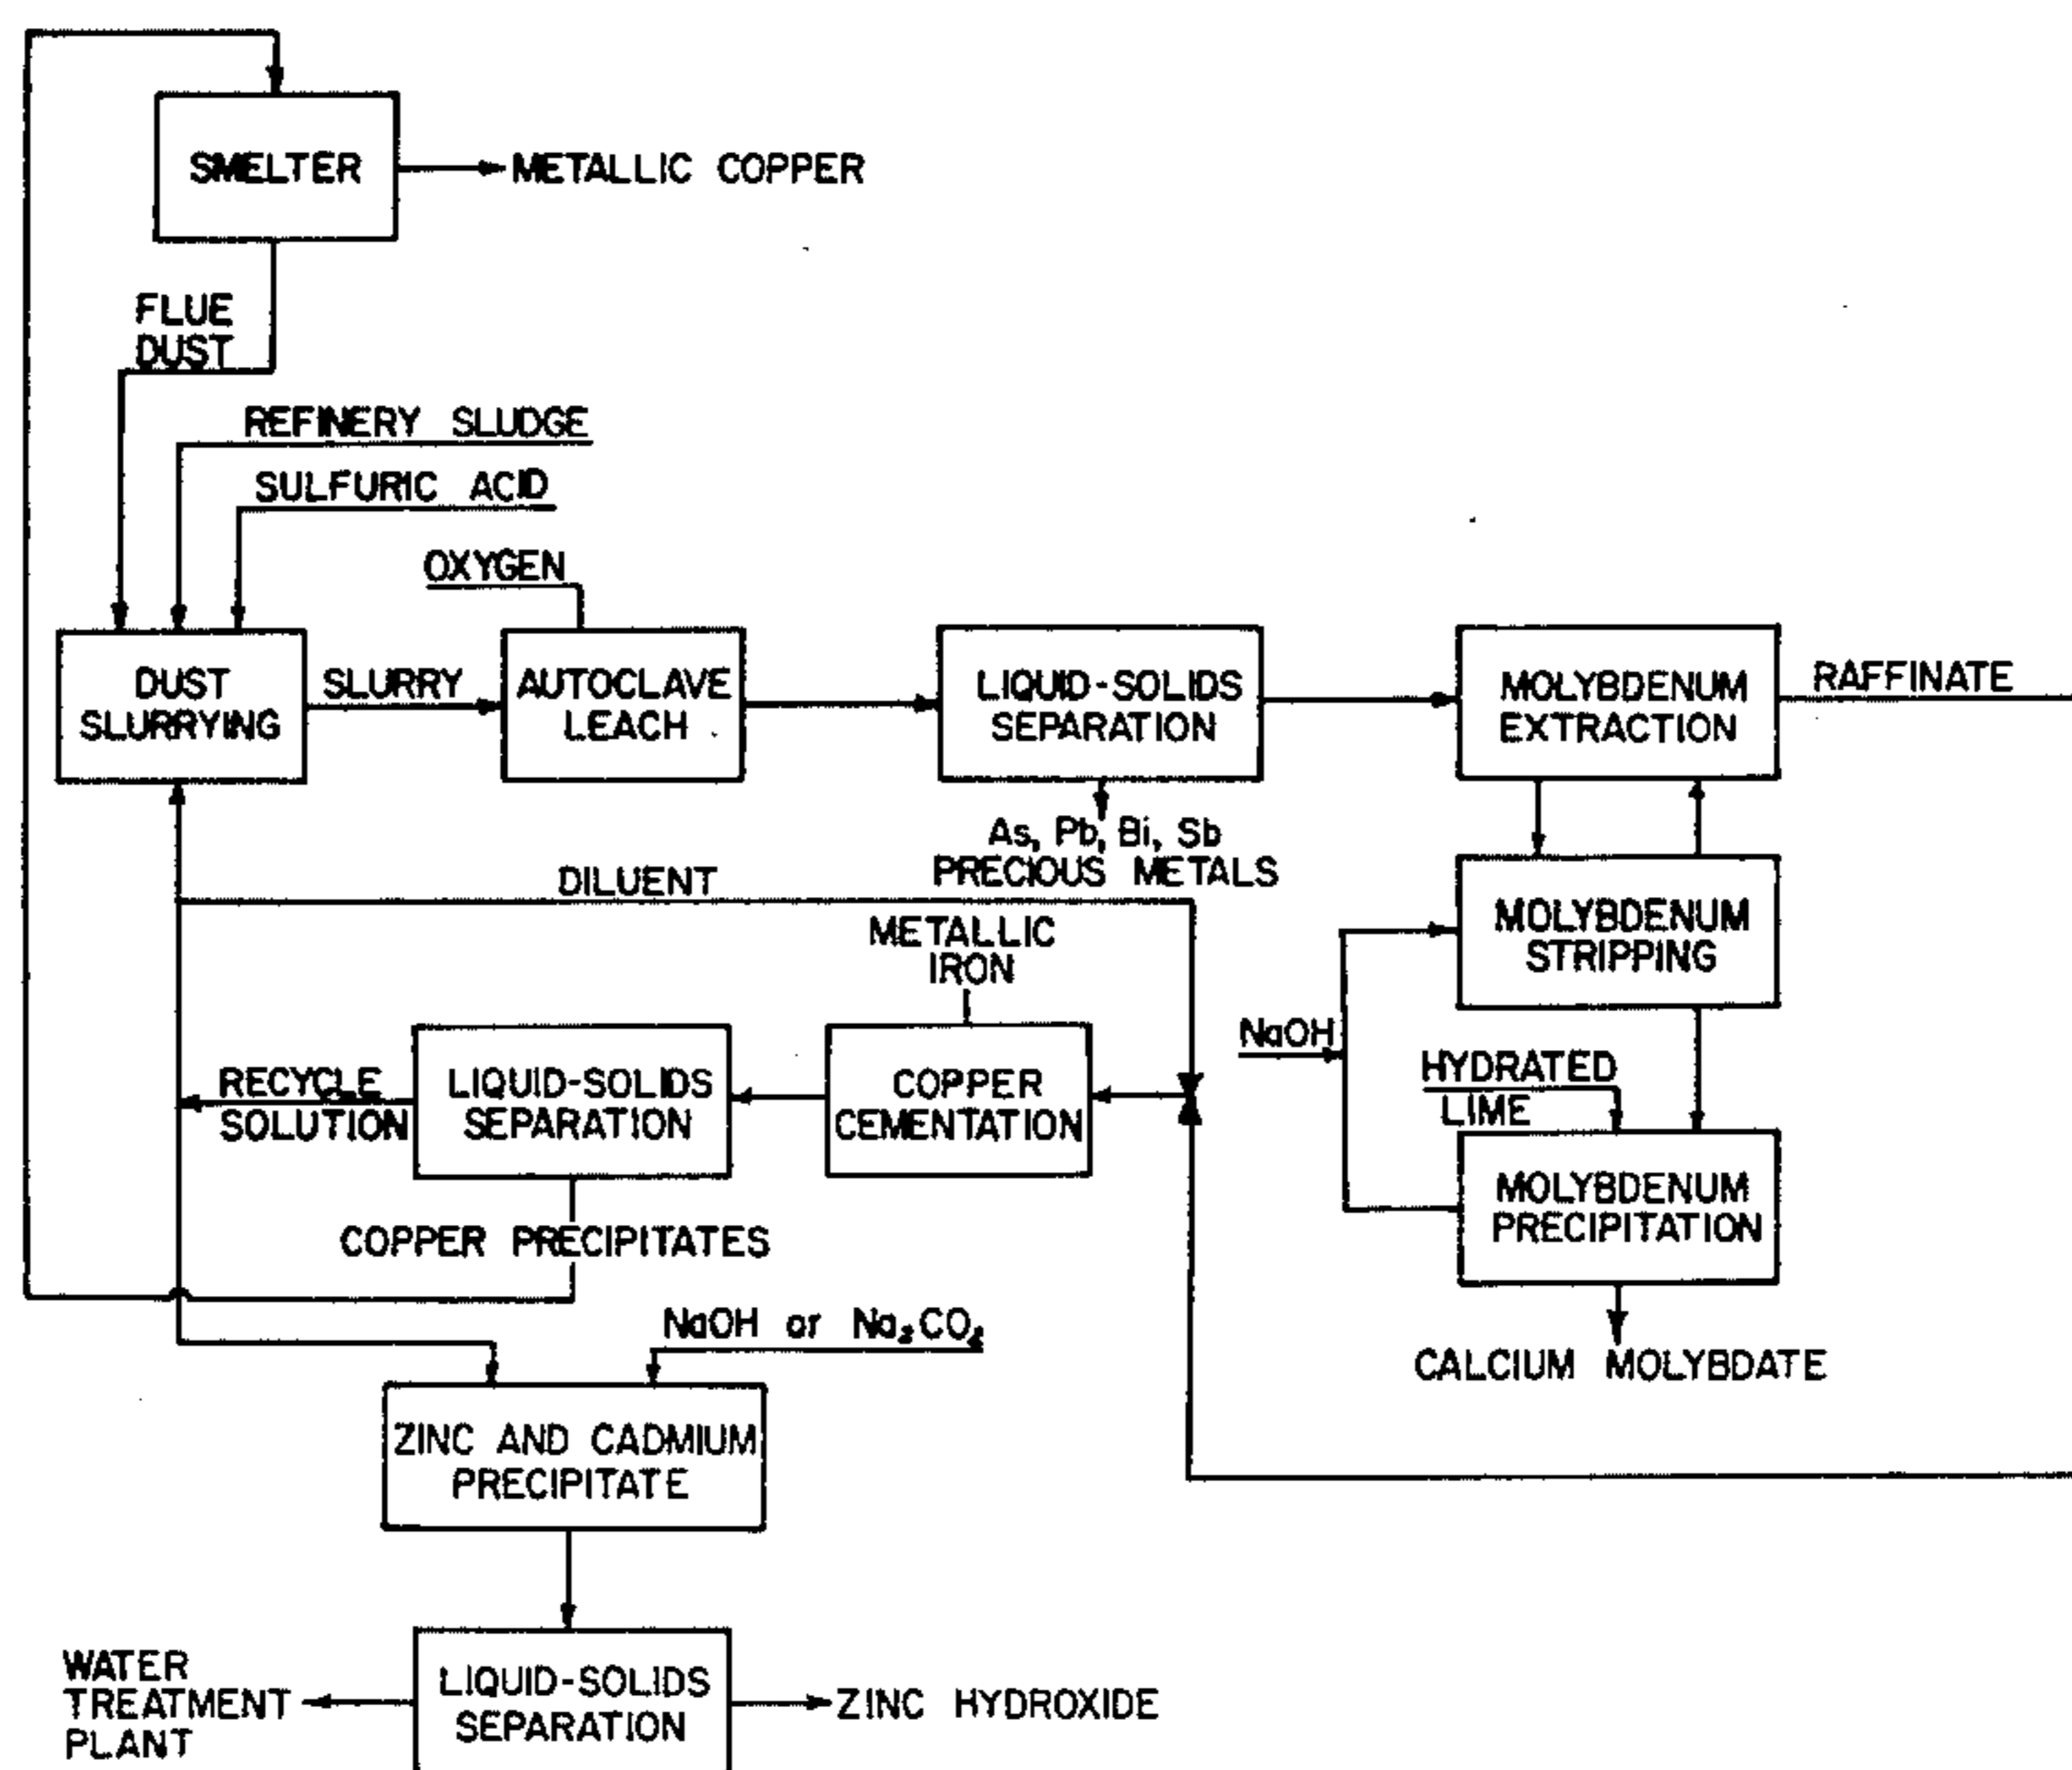 SMELTER
METALLIC COPPER
FLUE
DUST
REFINERY SLUDGE
SULFURIC ACID
OXYGEN
DUST
SLURRYING
SLURRY
AUTOCLAVE
LEACH
LIQUID-SOLIDS
SEPARATION
MOLYBDENUM
EXTRACTION
RAFFINATE
As, Pb, Bi, Sb
PRECIOUS METALS
DILUENT
METALLIC
IRON
MOLYBDENUM
STRIPPING
RECYCLE
SOLUTION
LIQUID-SOLIDS
SEPARATION
COPPER
CEMENTATION
NaOH
HYDRATED
LIME
COPPER PRECIPITATES
MOLYBDENUM
PRECIPITATION
NaOH or Na₂CO₃
CALCIUM MOLYBDATE
ZINC AND CADMIUM
PRECIPITATE
WATER
TREATMENT
PLANT
LIQUID-SOLIDS
SEPARATION
ZINC HYDROXIDE